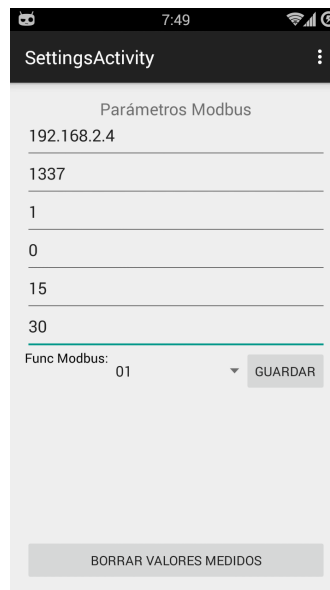 7:49
SettingsActivity
Parámetros Modbus
192.168.2.4
1337
1
0
15
30
Func Modbus:
01
GUARDAR
BORRAR VALORES MEDIDOS